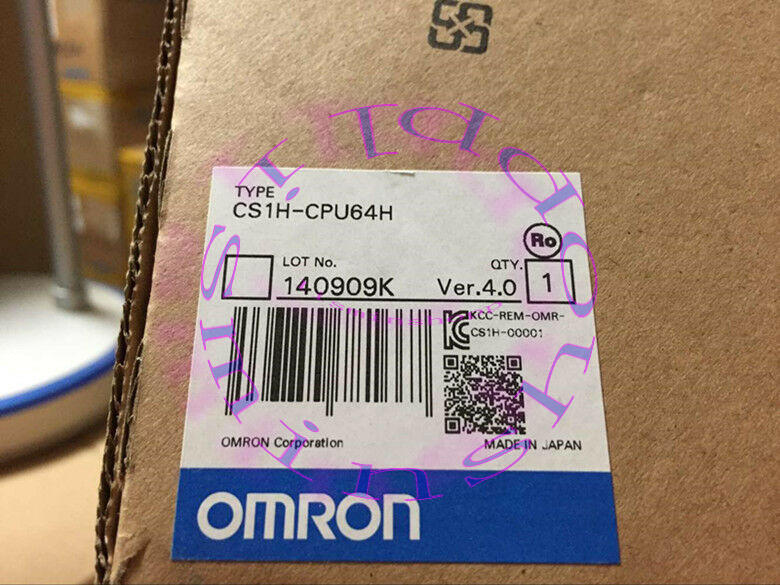 TYPE
CS1H-CPU64H
Ro
LOT No.
QTY.
140909K
Ver.4.0
1
KCC-REM-OMR-
CS1H-00001
OMRON Corporation
MADE IN JAPAN
OMRON